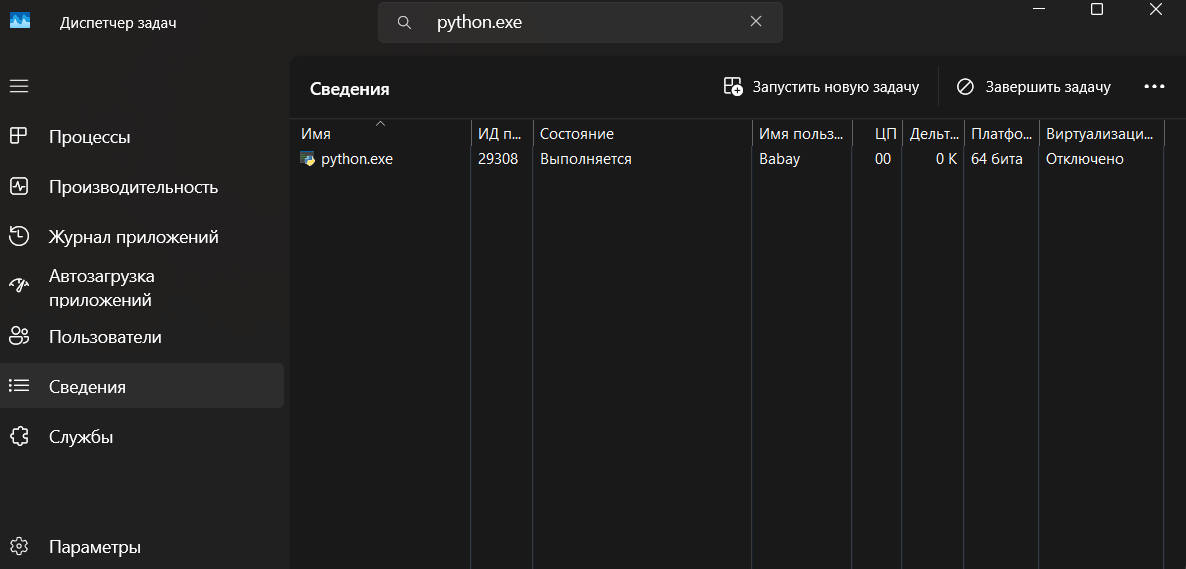 Диспетчер задач
python.exe
Сведения
Запустить новую задачу
Завершить задачу
Процессы
Производительность
Журнал приложений
Автозагрузка
приложений
Пользователи
Сведения
Службы
Параметры
Имя ИД п... Состояние Имя польз... ЦП Дельт... Платфо... Виртуализаци...
python.exe 29308 Выполняется Babay 00 0 K 64 бита Отключено